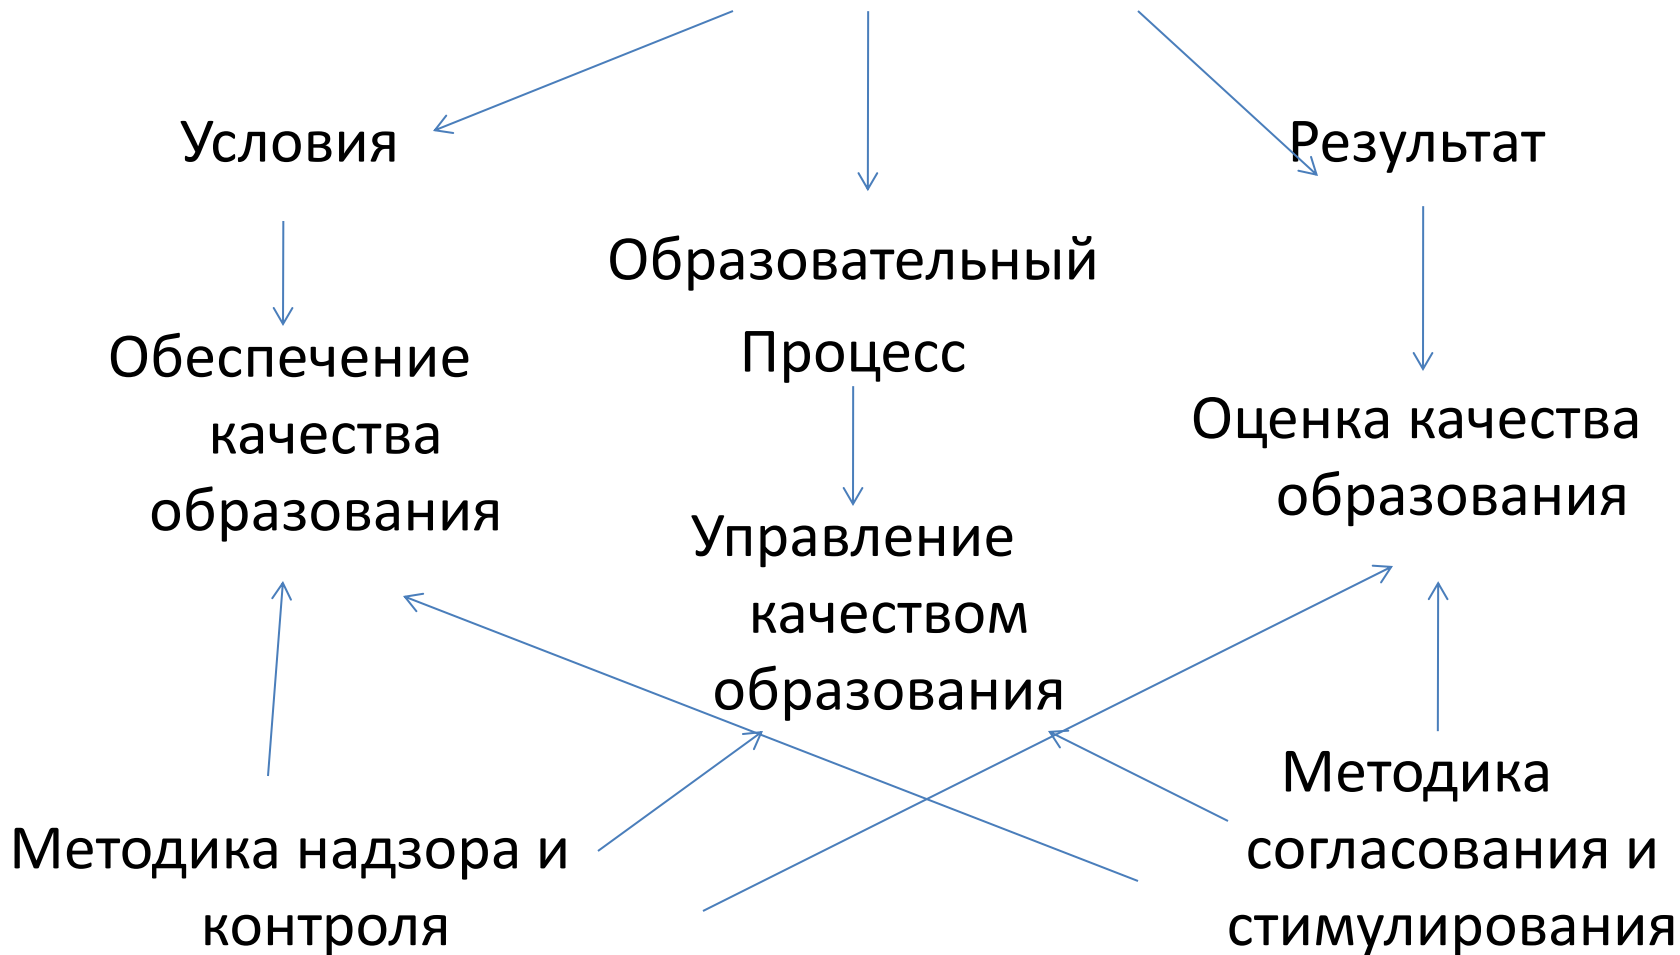 Условия
Результат
Образовательный
Процесс
Обеспечение
качества
образования
Оценка качества
образования
Управление
качеством
образования
Методика надзора и
контроля
Методика
согласования и
стимулирования